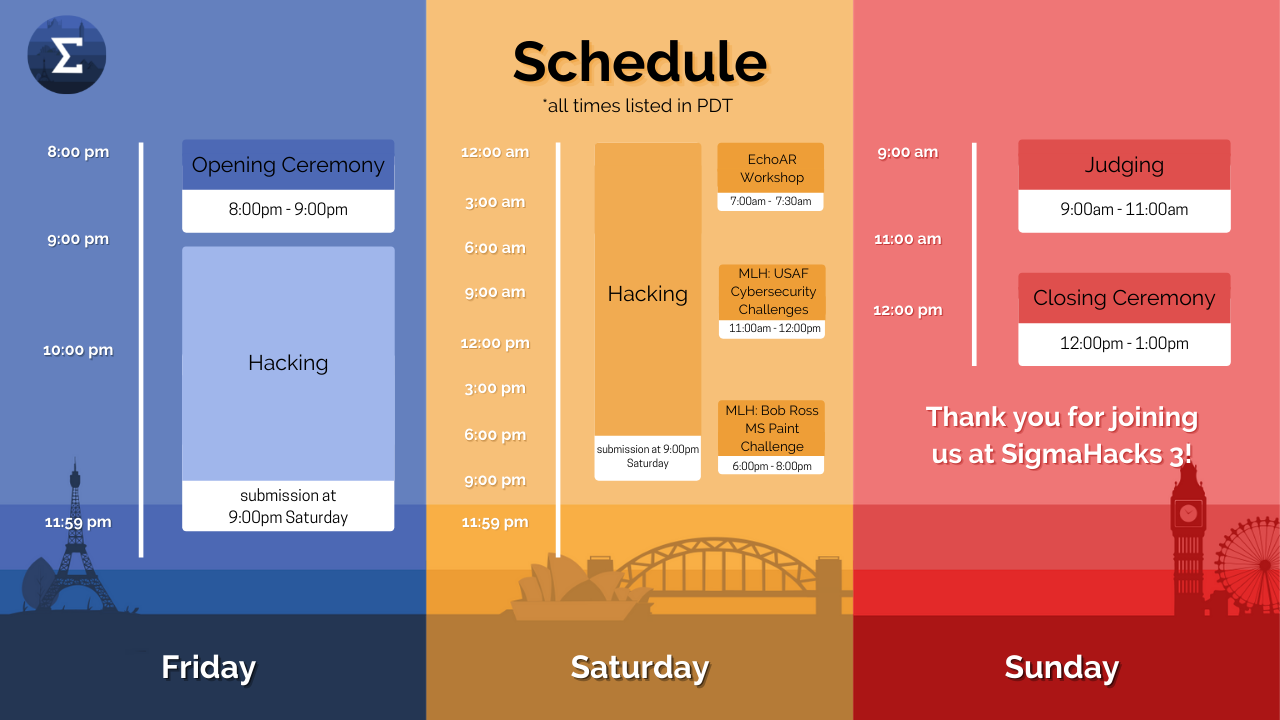 Σ
Schedule
*all times listed in PDT
8:00 pm
9:00 pm
10:00 pm
11:59 pm
Opening Ceremony
8:00pm - 9:00pm
Hacking
submission at
9:00pm Saturday
Friday
12:00 am
3:00 am
6:00 am
9:00 am
12:00 pm
3:00 pm
6:00 pm
9:00 pm
11:59 pm
Hacking
submission at 9:00pm
Saturday
EchoAR
Workshop
7:00am - 7:30am
MLH: USAF
Cybersecurity
Challenges
11:00am - 12:00pm
MLH: Bob Ross
MS Paint
Challenge
6:00pm - 8:00pm
Saturday
9:00 am
11:00 am
12:00 pm
Judging
9:00am - 11:00am
Closing Ceremony
12:00pm - 1:00pm
Thank you for joining
us at SigmaHacks 3!
Sunday